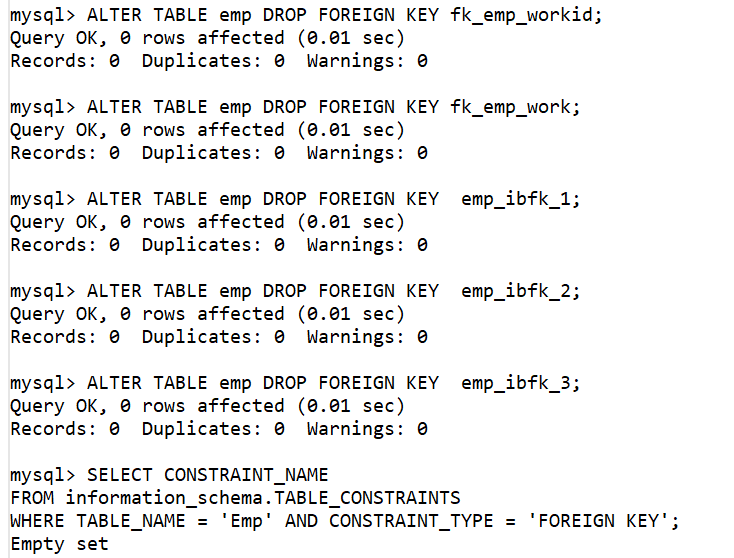 mysql> ALTER TABLE emp DROP FOREIGN KEY fk_emp_workid;
Query OK, 0 rows affected (0.01 sec)
Records: 0  Duplicates: 0  Warnings: 0

mysql> ALTER TABLE emp DROP FOREIGN KEY fk_emp_work;
Query OK, 0 rows affected (0.01 sec)
Records: 0  Duplicates: 0  Warnings: 0

mysql> ALTER TABLE emp DROP FOREIGN KEY  emp_ibfk_1;
Query OK, 0 rows affected (0.01 sec)
Records: 0  Duplicates: 0  Warnings: 0

mysql> ALTER TABLE emp DROP FOREIGN KEY  emp_ibfk_2;
Query OK, 0 rows affected (0.01 sec)
Records: 0  Duplicates: 0  Warnings: 0

mysql> ALTER TABLE emp DROP FOREIGN KEY  emp_ibfk_3;
Query OK, 0 rows affected (0.01 sec)
Records: 0  Duplicates: 0  Warnings: 0

mysql> SELECT CONSTRAINT_NAME
FROM information_schema.TABLE_CONSTRAINTS
WHERE TABLE_NAME = 'Emp' AND CONSTRAINT_TYPE = 'FOREIGN KEY';
Empty set